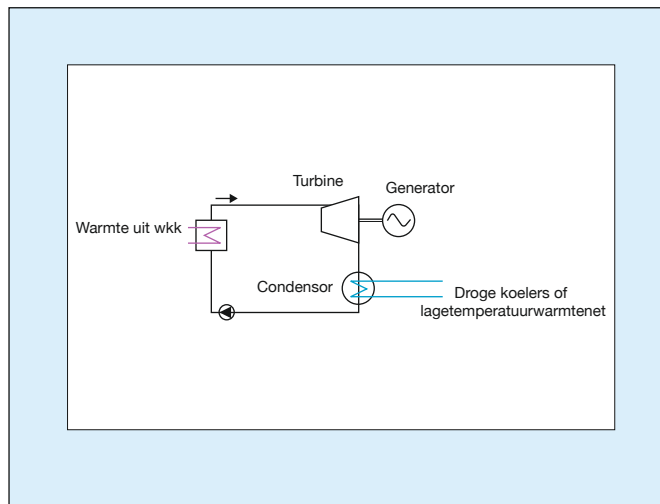 Turbine
Generator
Warmte uit wkk
Condensor
Droge koelers of
lagetemperatuurwarmtenet